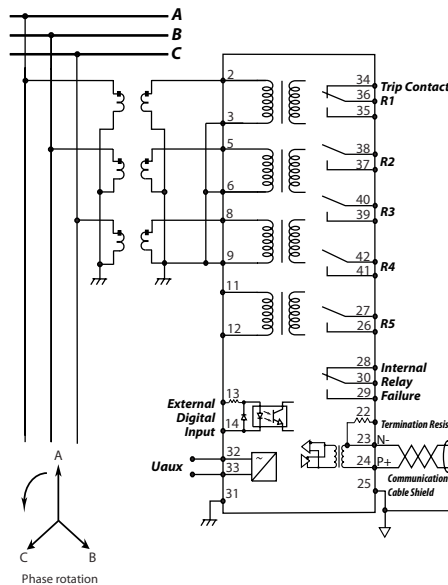 A
B
C
2
34
Trip Contact
36
R1
3
35
5
38
R2
37
6
40
8
R3
39
9
42
R4
41
11
27
R5
12
26
28
Internal
30
Relay
29
Failure
13
External
Digital
14
Input
22
Termination Resis
23
N-
32
24
P+
Uaux
33
~
Communication
Cable Shield
25
31
A
C
B
Phase rotation